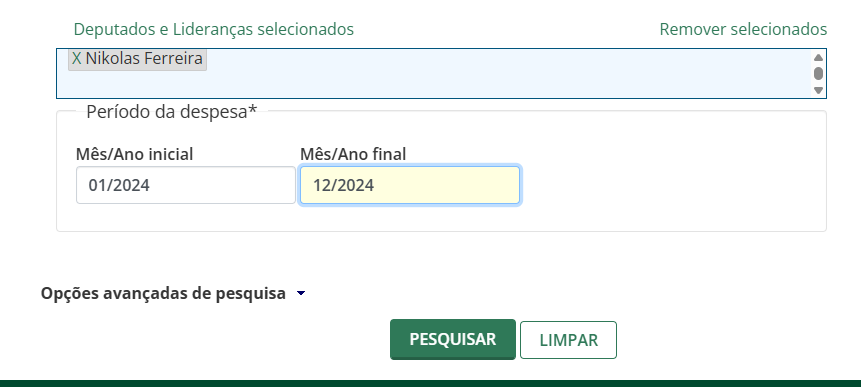 Deputados e Lideranças selecionados Remover selecionados
X Nikolas Ferreira
Período da despesa*
Mês/Ano inicial Mês/Ano final
01/2024 12/2024
Opções avançadas de pesquisa
PESQUISAR LIMPAR